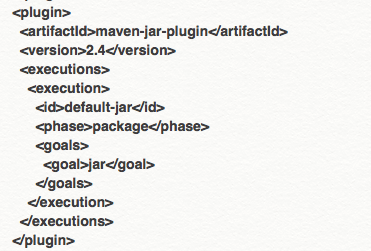 <plugin>
<artifactId>maven-jar-plugin</artifactId>
<version>2.4</version>
<executions>
<execution>
<id>default-jar</id>
<phase>package</phase>
<goals>
<goal>jar</goal>
</goals>
</execution>
</executions>
</plugin>